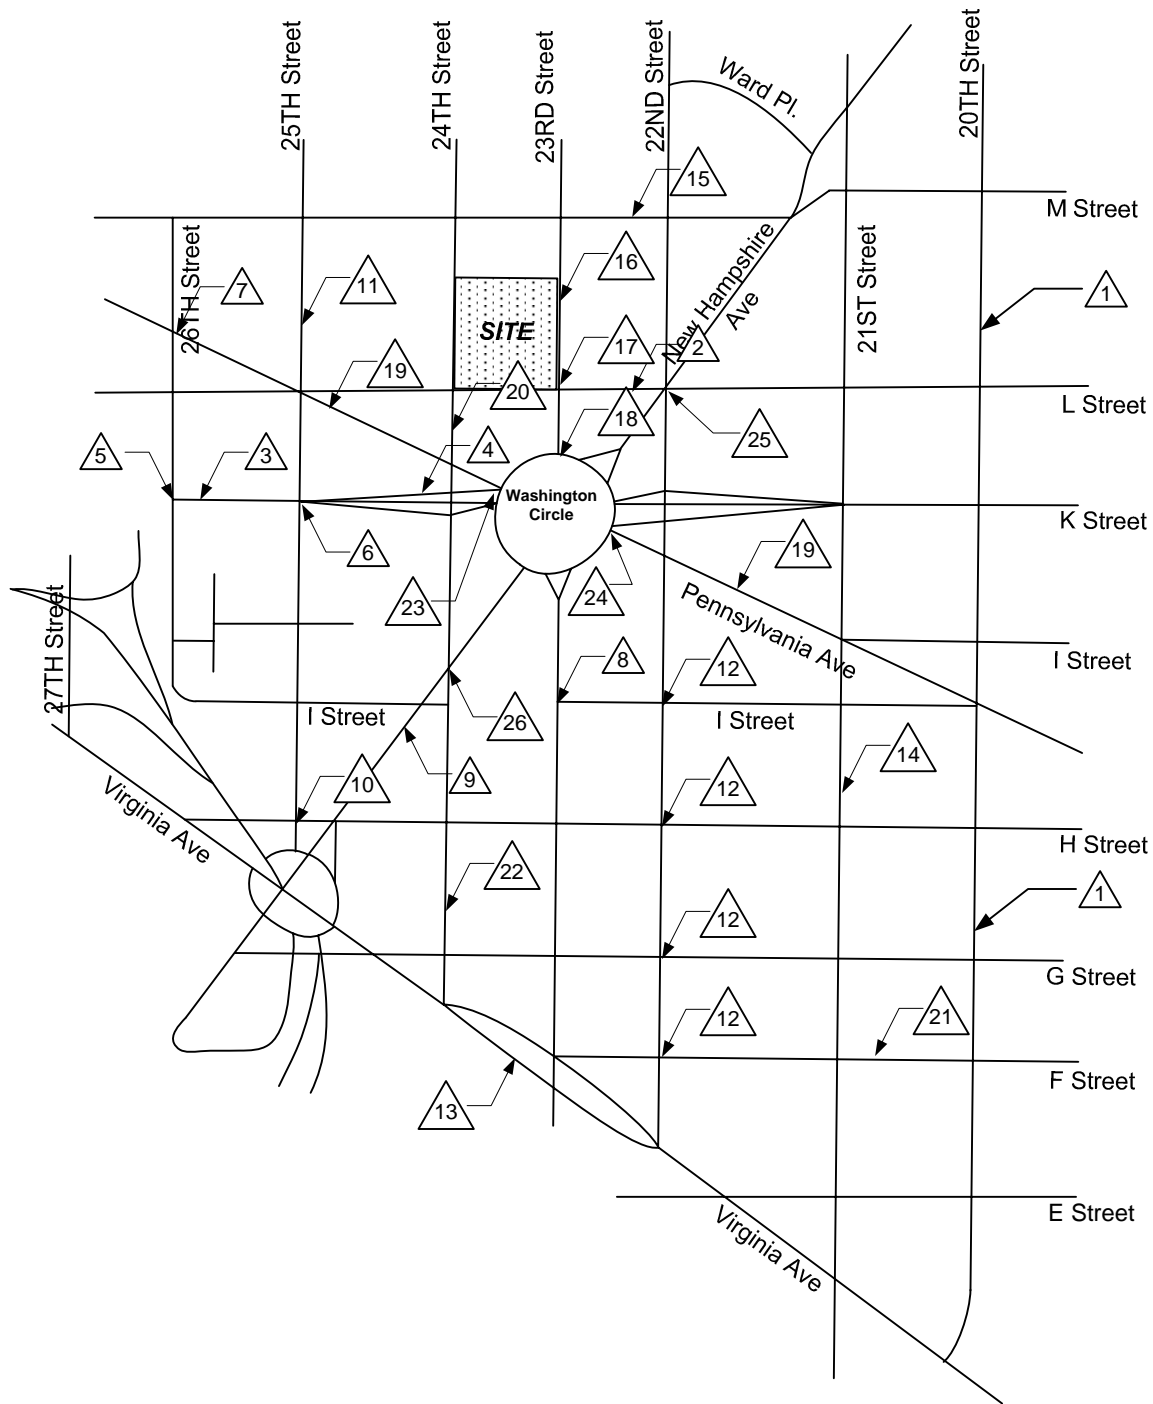 25TH Street
24TH Street
23RD Street
22ND Street
20TH Street
Ward Pl.
15
M Street
26TH Street
7
11
16
New Hampshire
Ave
21ST Street
1
SITE
19
20
17
2
18
L Street
25
5
3
4
Washington
Circle
K Street
6
23
24
19
Pennsylvania Ave
27TH Street
8
12
I Street
I Street
26
I Street
9
14
10
12
Virginia Ave
H Street
22
1
12
G Street
12
21
F Street
13
E Street
Virginia Ave